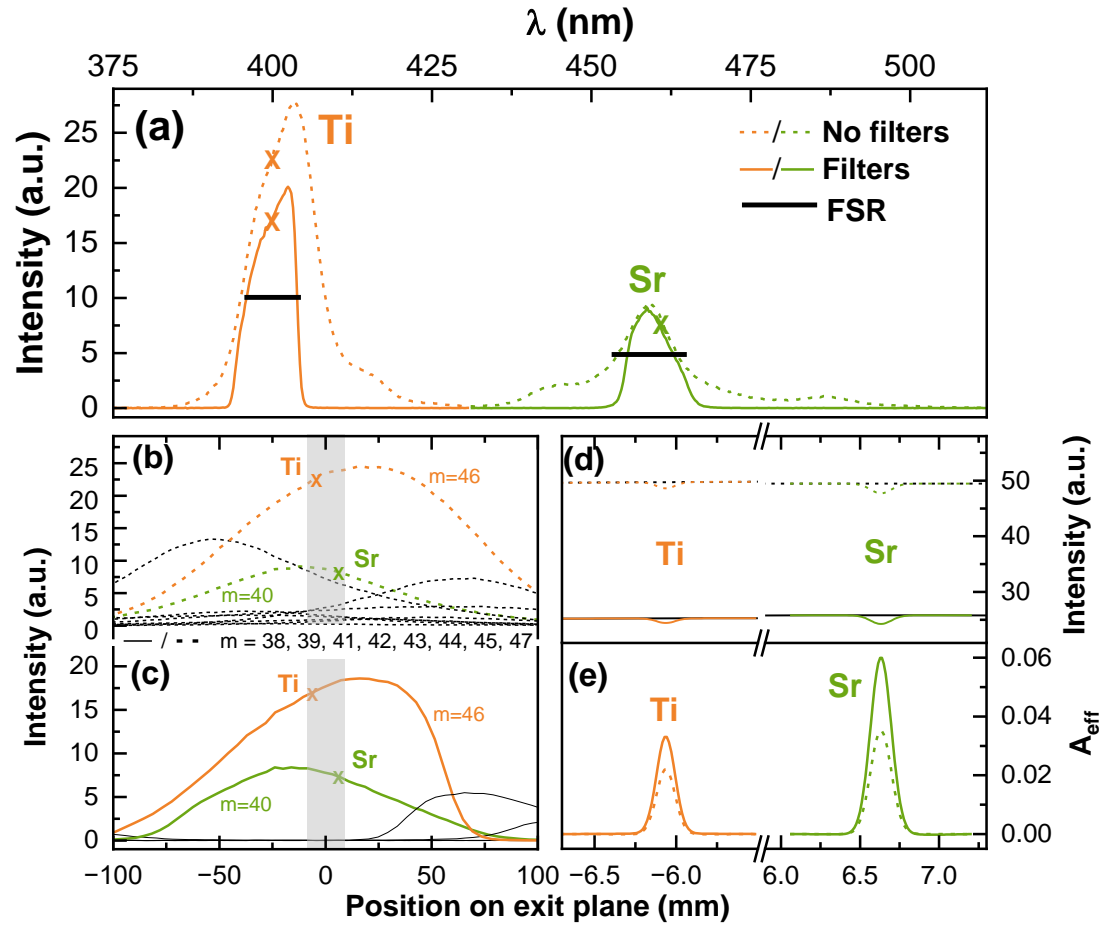 λ (nm)
375 400 425 450 475 500
(a)
Ti
No filters
Filters
FSR
Sr
Intensity (a.u.)
25
20
15
10
5
0
(b)
Ti
m=46
Sr
m=40
25
20
15
10
5
0
m = 38, 39, 41, 42, 43, 44, 45, 47
(c)
Ti
m=46
Sr
m=40
20
15
10
5
0
Intensity (a.u.)
−100 −50 0 50 100
(d)
Ti
Sr
50
40
30
Intensity (a.u.)
(e)
Ti
Sr
0.06
0.04
0.02
0.00
Aeff
−6.5 −6.0 6.0 6.5 7.0
Position on exit plane (mm)